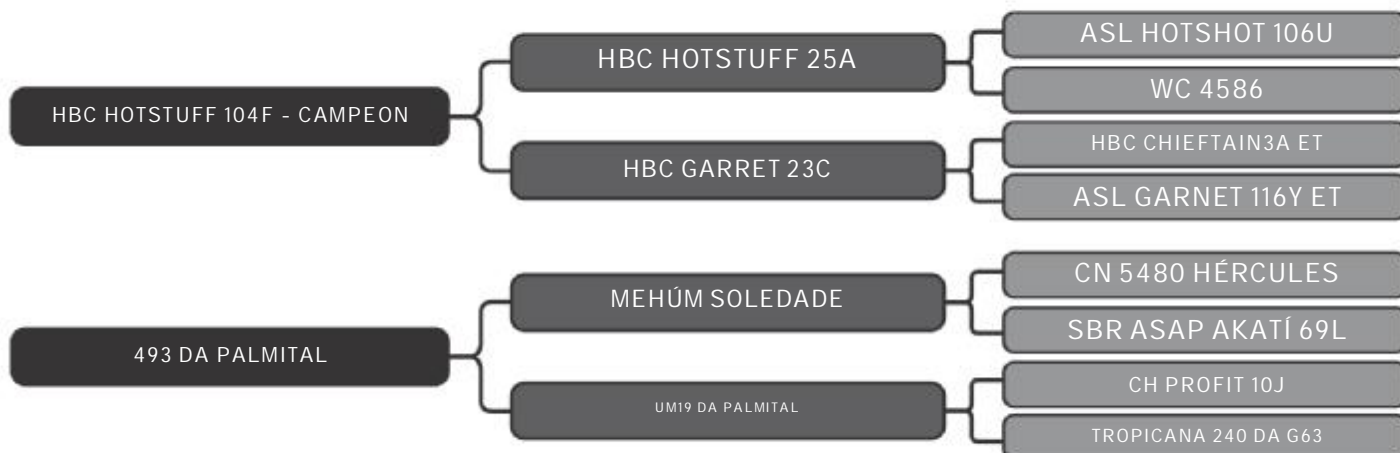 HBC HOTSTUFF 104F - CAMPEON
HBC HOTSTUFF 25A
ASL HOTSHOT 106U
WC 4586
HBC GARRET 23C
HBC CHIEFTAIN3A ET
ASL GARNET 116Y ET
493 DA PALMITAL
MEHÚM SOLEDADE
CN 5480 HÉRCULES
SBR ASAP AKATÍ 69L
UM19 DA PALMITAL
CH PROFIT 10J
TROPICANA 240 DA G63